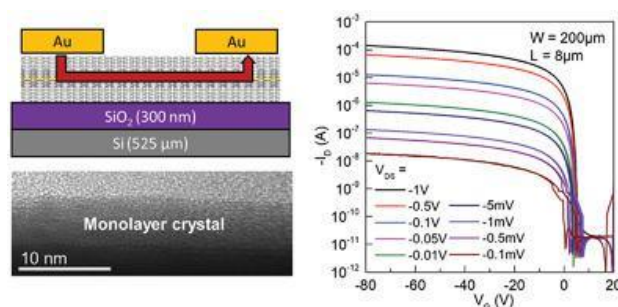 Au
Au
SiO₂ (300 nm)
Si (525 μm)
Monolayer crystal
10 nm
-I_D (A)
10⁻³
10⁻⁴
10⁻⁵
10⁻⁶
10⁻⁷
10⁻⁸
10⁻⁹
10⁻¹⁰
10⁻¹¹
10⁻¹²
W = 200μm
L = 8μm
V_DS =
-1V
-0.5V
-0.1V
-0.05V
-0.01V
-5mV
-1mV
-0.5mV
-0.1mV
-80 -60 -40 -20 0 20
(V)